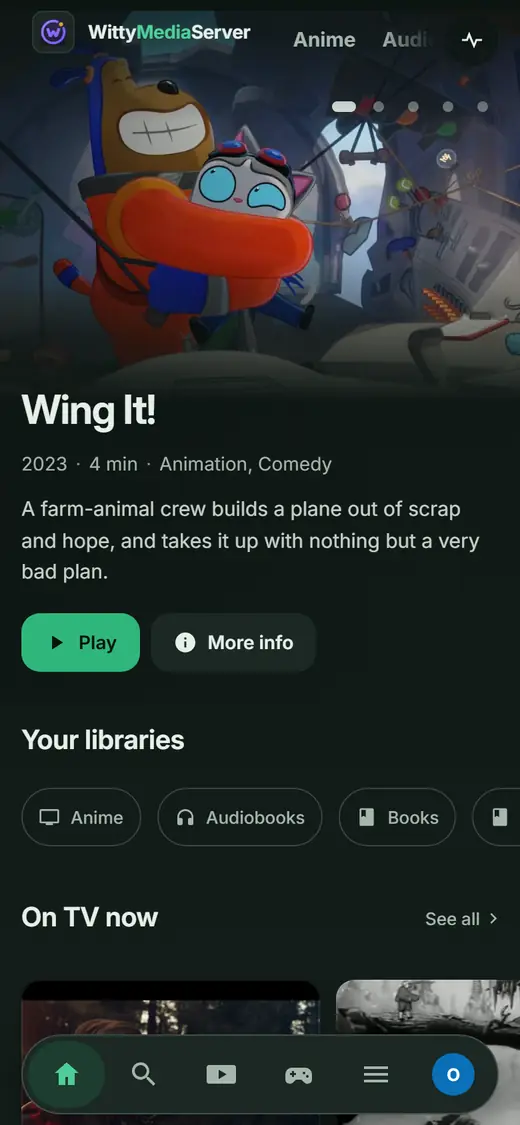 WittyMediaServer
Anime Audi
Wing It!
2023 · 4 min · Animation, Comedy
A farm-animal crew builds a plane out of scrap
and hope, and takes it up with nothing but a very
bad plan.
Play More info
Your libraries
Anime Audiobooks Books
On TV now
See all
O